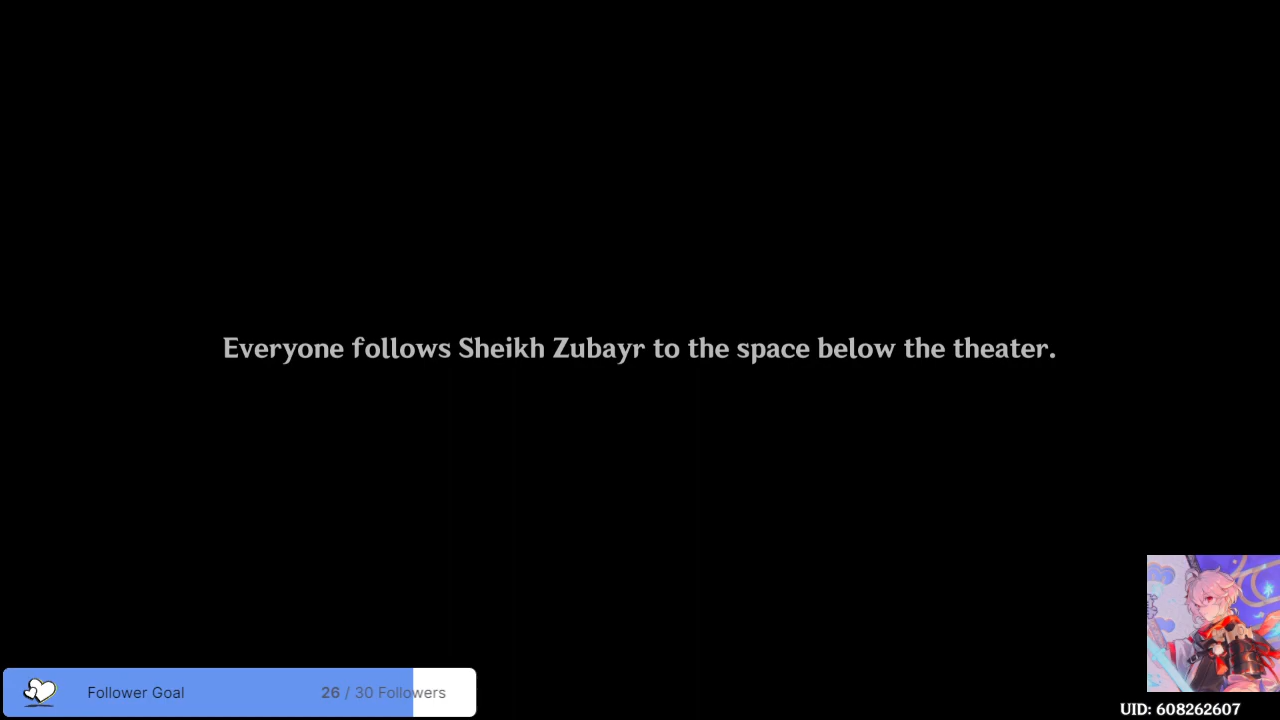 Everyone follows Sheikh Zubayr to the space below the theater.
Follower Goal 26 / 30 Followers
UID: 608262607